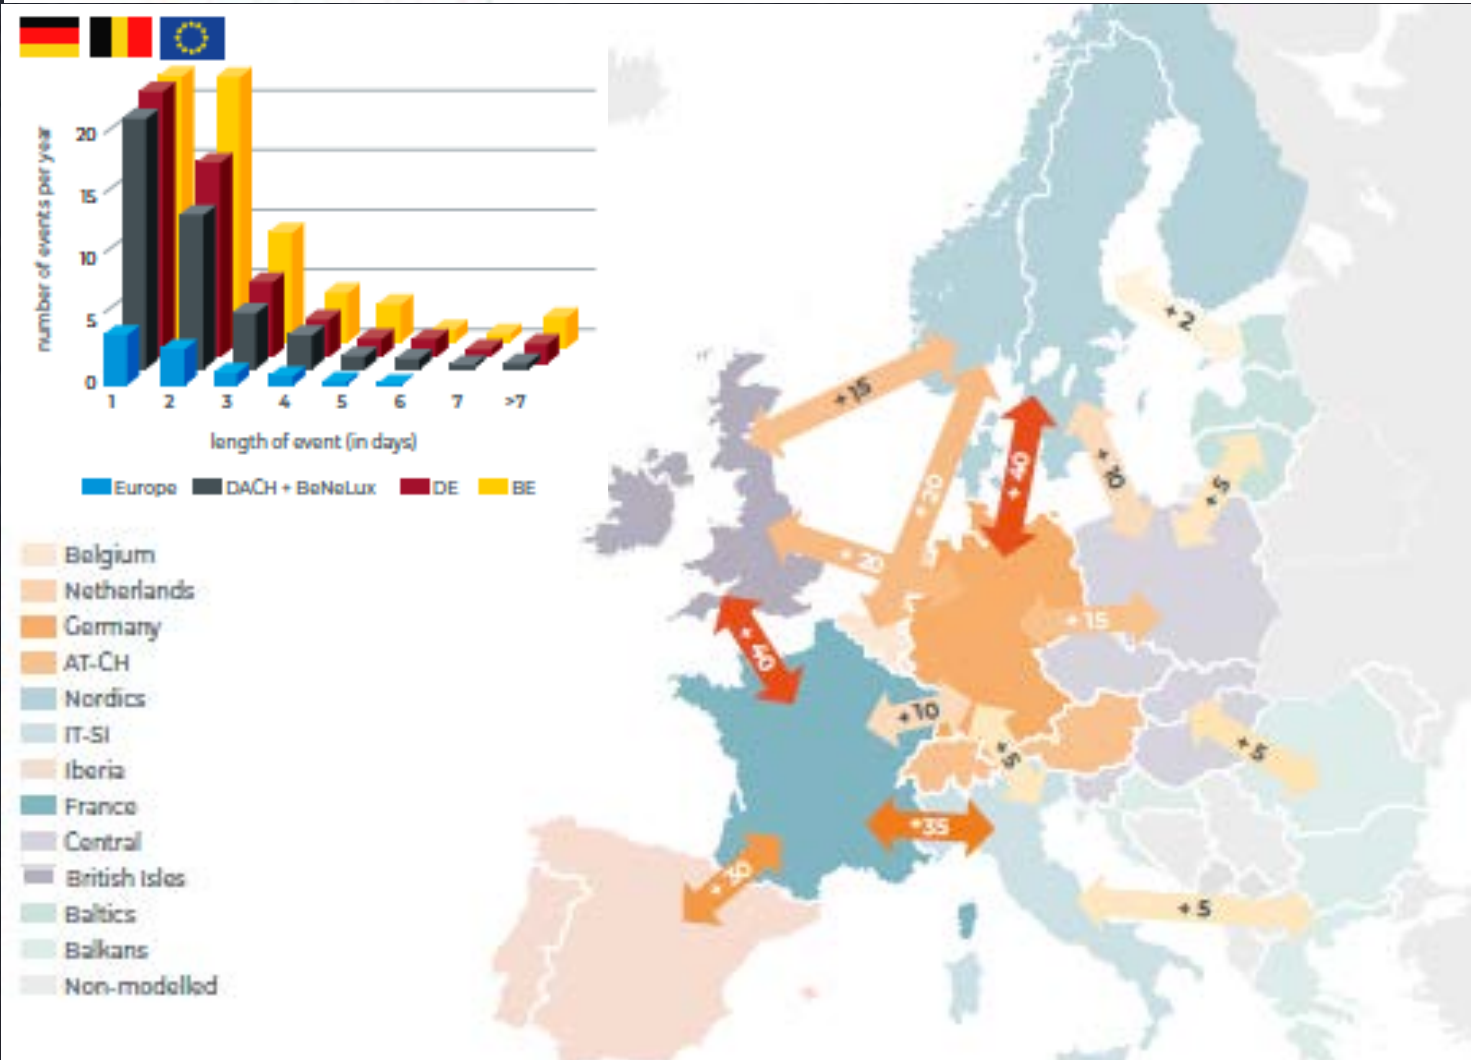 number of events per year
20
15
10
5
0
1 2 3 4 5 6 7 >7
length of event (in days)
Europe DACH + BeNeLux DE BE
Belgium
Netherlands
Germany
AT-CH
Nordics
IT-SI
Iberia
France
Central
British Isles
Baltics
Balkans
Non-modelled
+ 2
+ 15
+ 20
+ 40
+ 10
+ 5
+ 20
+ 15
+ 40
+ 10
+ 5
+ 5
+35
+ 5